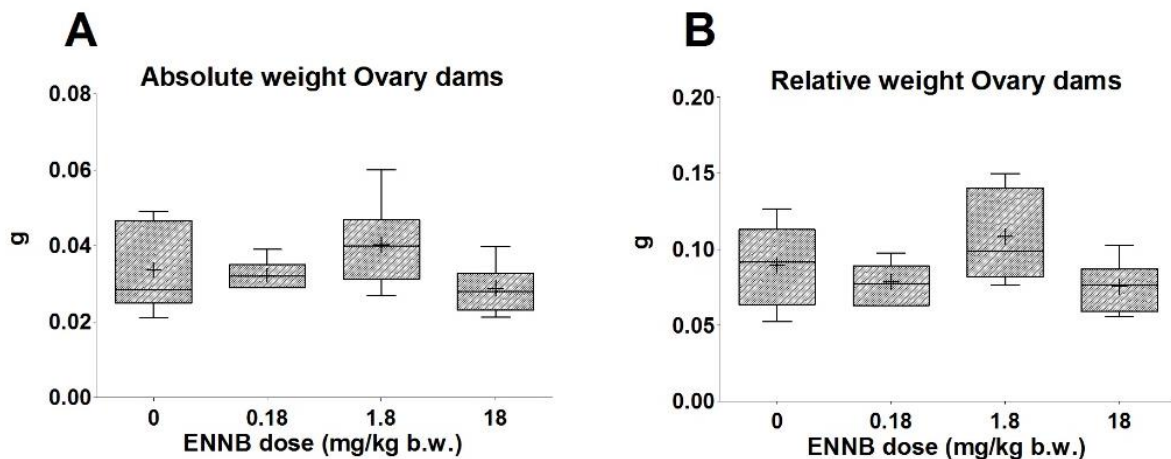 A
Absolute weight Ovary dams
0.08
0.06
0.04
0.02
0.00
g
0 0.18 1.8 18
ENNB dose (mg/kg b.w.)
B
Relative weight Ovary dams
0.20
0.15
0.10
0.05
0.00
g
0 0.18 1.8 18
ENNB dose (mg/kg b.w.)